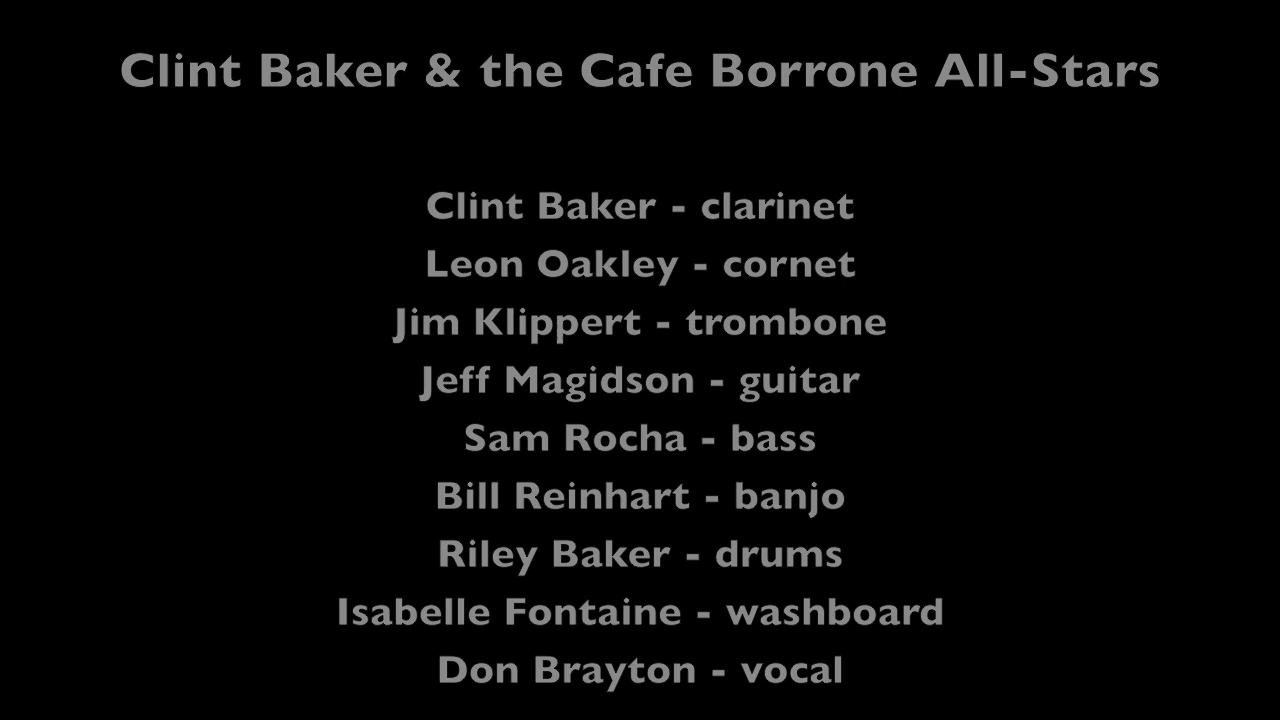 Clint Baker & the Cafe Borrone All-Stars
Clint Baker - clarinet
Leon Oakley - cornet
Jim Klippert - trombone
Jeff Magidson - guitar
Sam Rocha - bass
Bill Reinhart - banjo
Riley Baker - drums
Isabelle Fontaine - washboard
Don Brayton - vocal